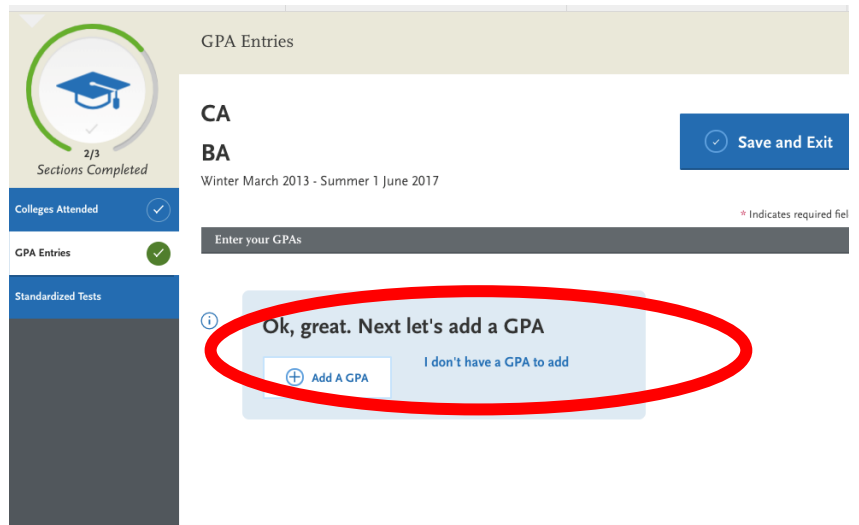 GPA Entries
2/3
Sections Completed
Colleges Attended
GPA Entries
Standardized Tests
CA
BA
Winter March 2013 - Summer 1 June 2017
Save and Exit
* Indicates required fiel
Enter your GPAs
Ok, great. Next let's add a GPA
Add A GPA
I don't have a GPA to add